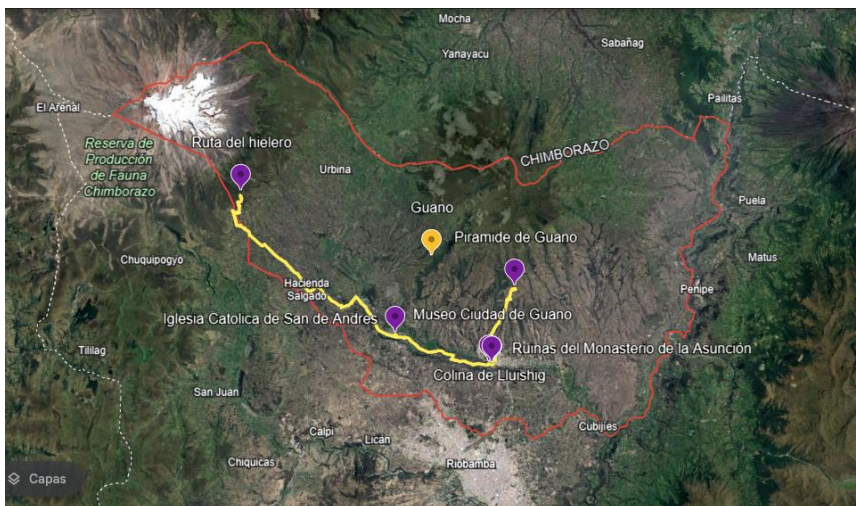 Mocha
Sabañag
Yanayacu
Pailitas
El Arenal
Ruta del hielero
Reserva de
Producción
de Fauna
Chimborazo
Urbina
CHIMBORAZO
Guano
Puela
Piramide de Guano
Chuquipogyo
Matus
Hacienda
Salgado
Penipe
Iglesia Catolica de San de Andres
Museo Ciudad de Guano
Ruinas del Monasterio de la Asunción
Tililag
Colina de Lluishig
San Juan
Calpi
Licán
Cubijíes
Chiquicas
Riobamba
Capas